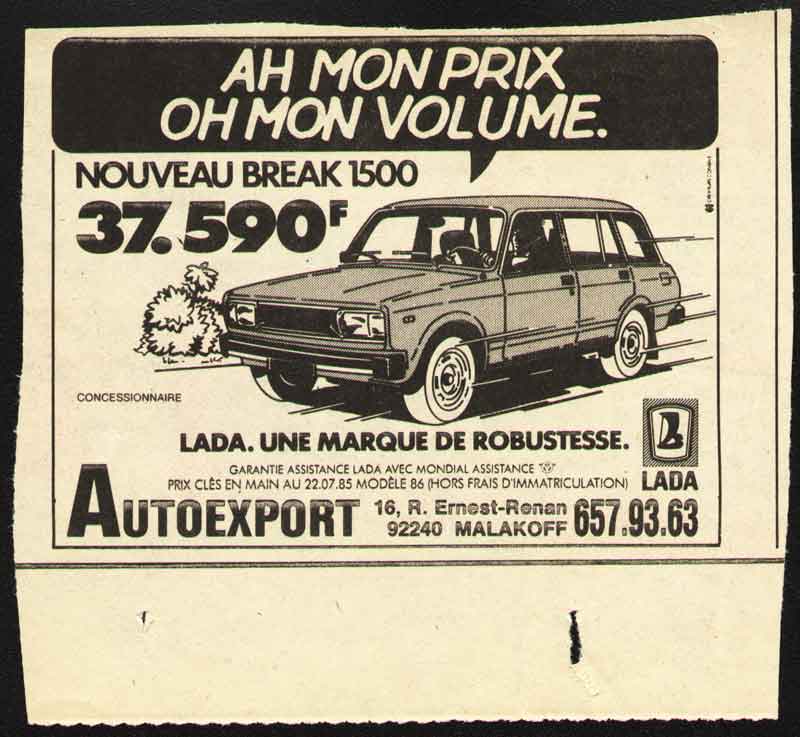 AH MON PRIX
OH MON VOLUME.
NOUVEAU BREAK 1500
37.590F
CONCESSIONNAIRE
LADA. UNE MARQUE DE ROBUSTESSE.
GARANTIE ASSISTANCE LADA AVEC MONDIAL ASSISTANCE
PRIX CLÉS EN MAIN AU 22.07.85 MODÈLE 86 (HORS FRAIS D'IMMATRICULATION)
LADA
AUTOEXPORT
16, R. Ernest-Renan
92240 MALAKOFF
657.93.63